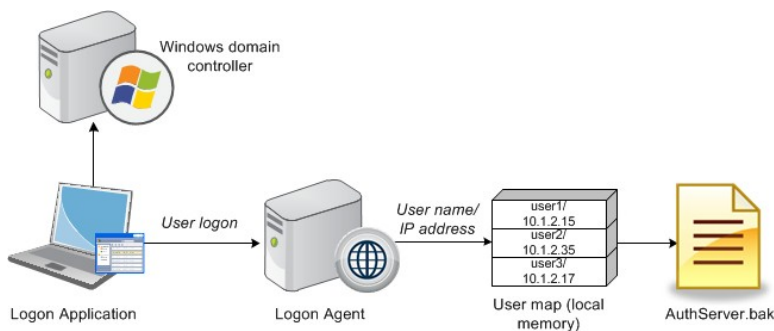 Windows domain
controller
User logon
User name/
IP address
user1/
10.1.2.15
user2/
10.1.2.35
user3/
10.1.2.17
Logon Application
Logon Agent
User map (local
memory)
AuthServer.bak